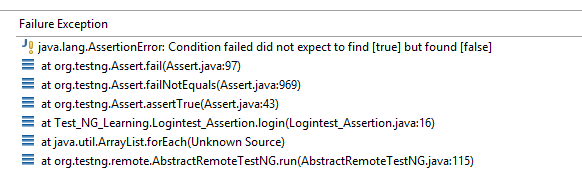 Failure Exception
java.lang.AssertionError: Condition failed did not expect to find [true] but found [false]
at org.testng.Assert.fail(Assert.java:97)
at org.testng.Assert.failNotEquals(Assert.java:969)
at org.testng.Assert.assertTrue(Assert.java:43)
at Test_NG_Learning.Logintest_Assertion.login(Logintest_Assertion.java:16)
at java.util.ArrayList.forEach(Unknown Source)
at org.testng.remote.AbstractRemoteTestNG.run(AbstractRemoteTestNG.java:115)